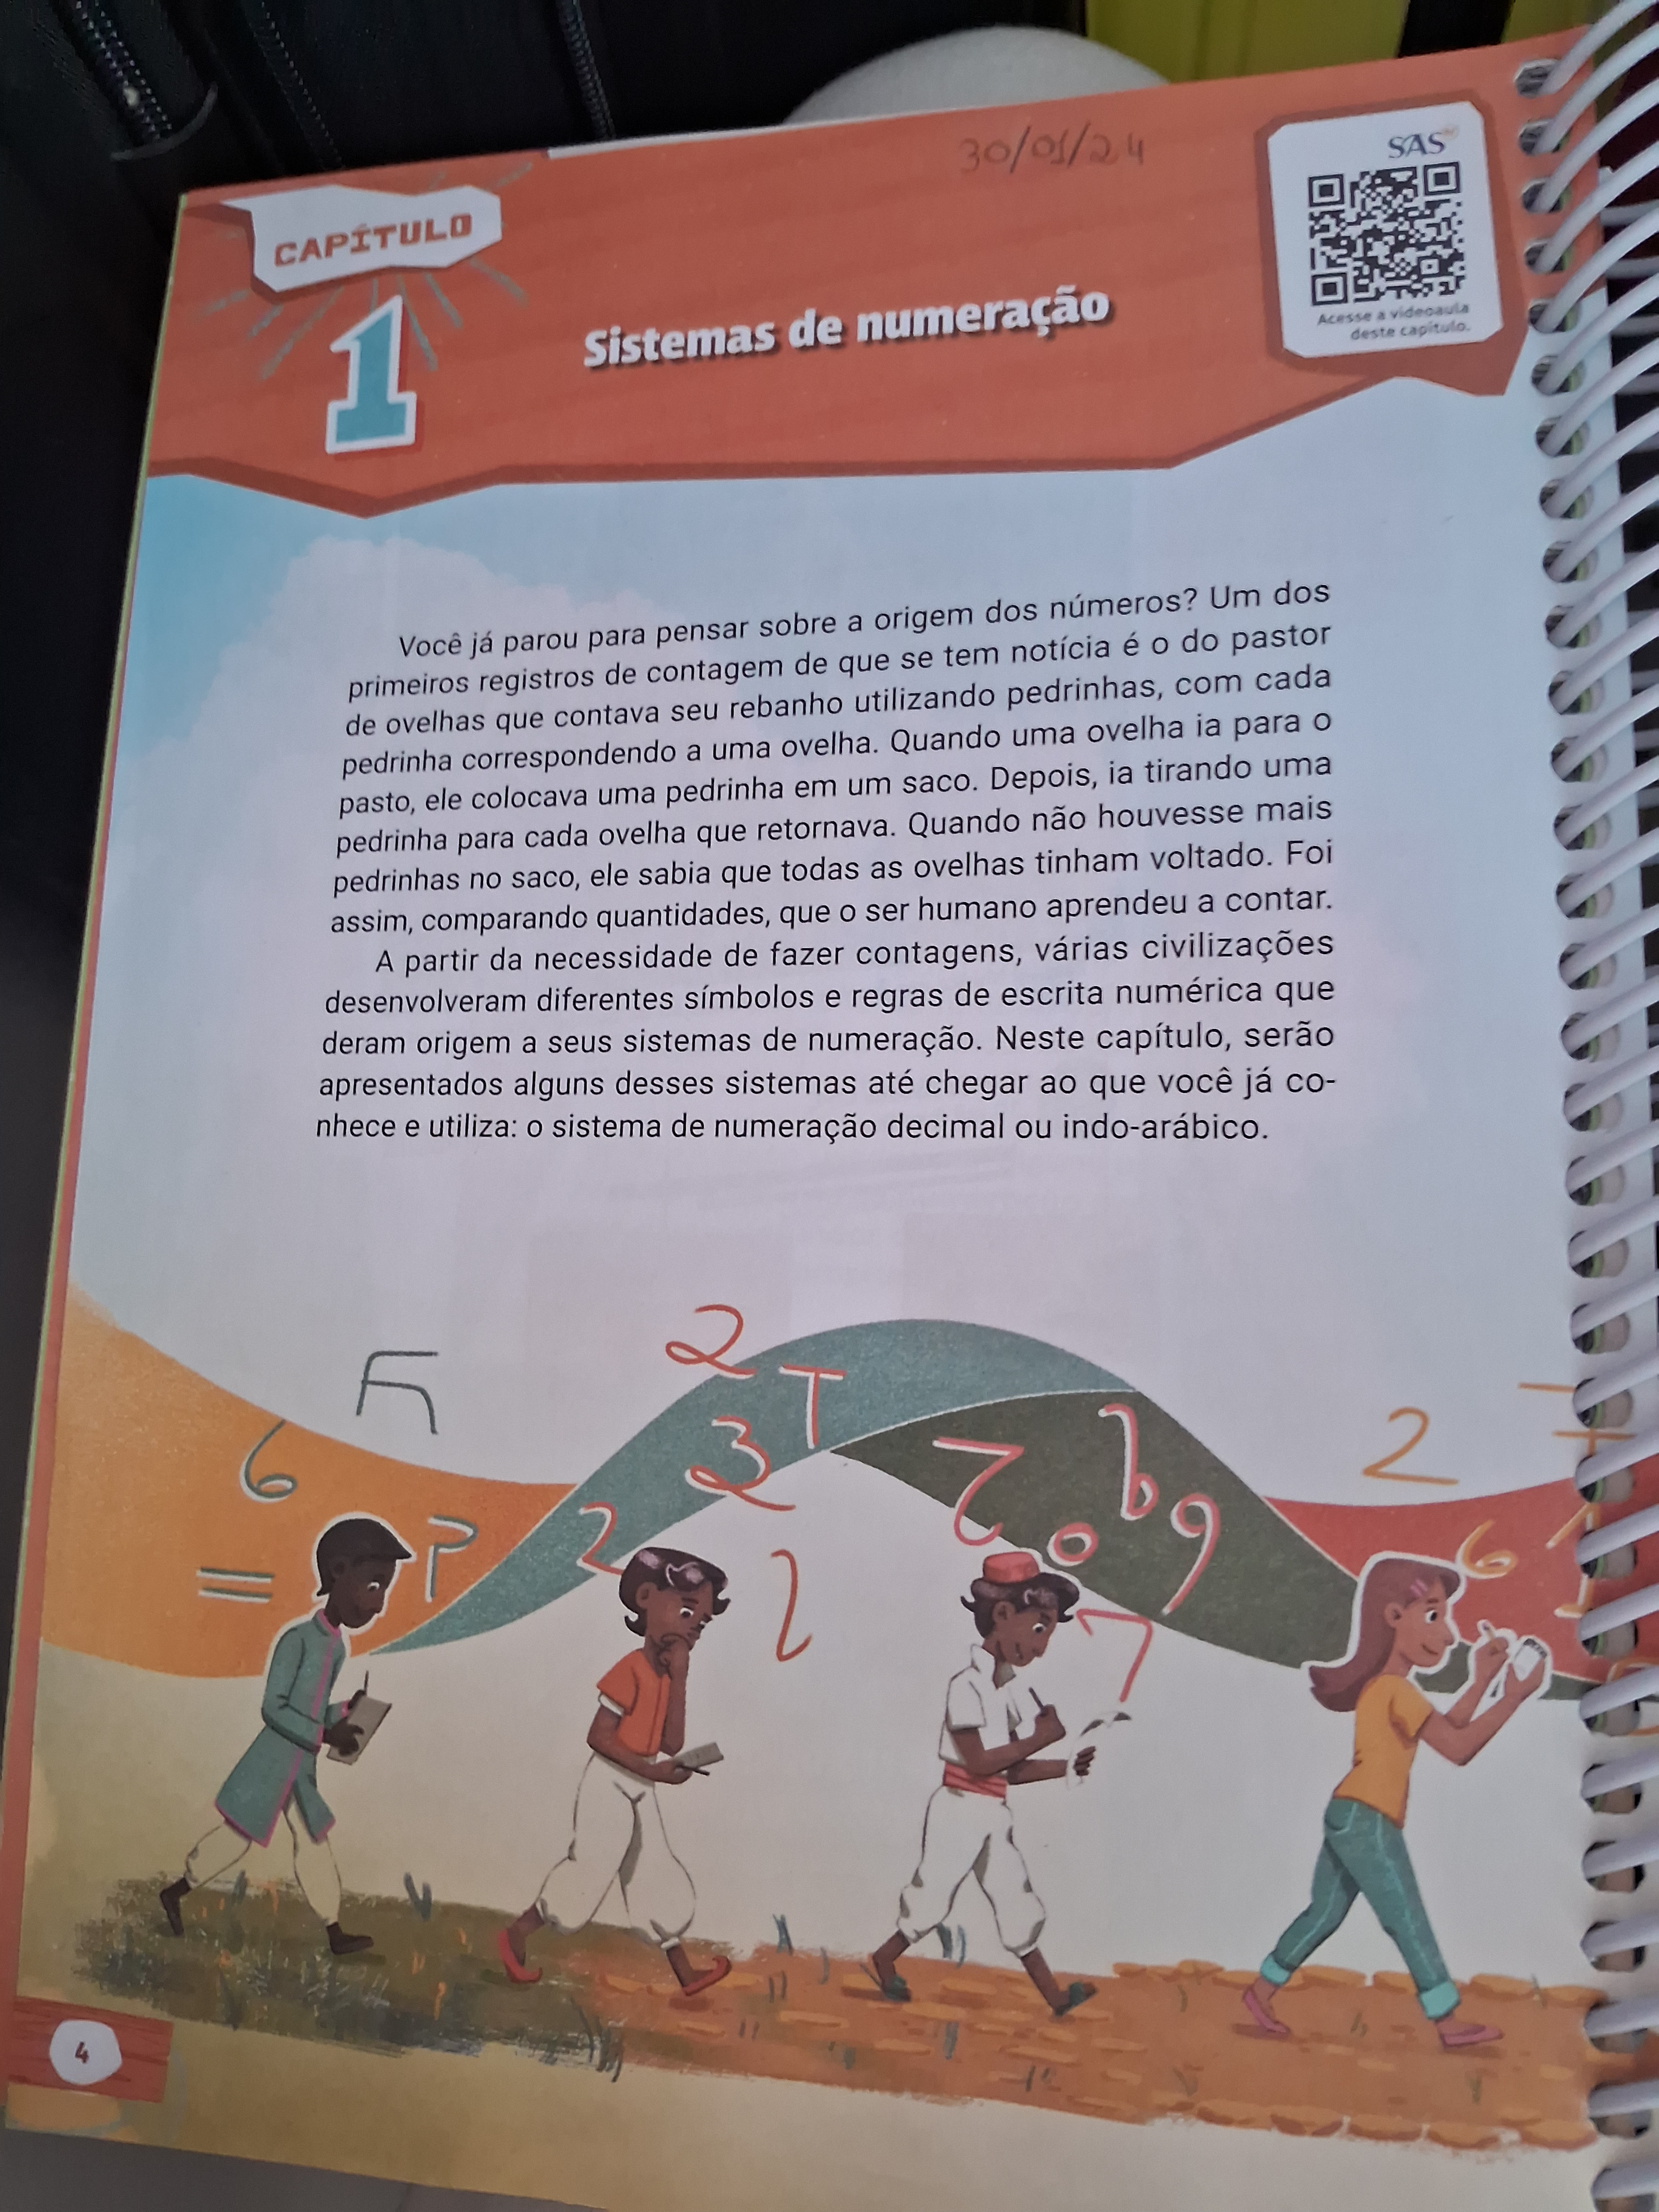 30/01/24
SAS
CAPÍTULO
1
Sistemas de numeração
Acesse a videoaula
deste capítulo.
Você já parou para pensar sobre a origem dos números? Um dos
primeiros registros de contagem de que se tem notícia é o do pastor
de ovelhas que contava seu rebanho utilizando pedrinhas, com cada
pedrinha correspondendo a uma ovelha. Quando uma ovelha ia para o
pasto, ele colocava uma pedrinha em um saco. Depois, ia tirando uma
pedrinha para cada ovelha que retornava. Quando não houvesse mais
pedrinhas no saco, ele sabia que todas as ovelhas tinham voltado. Foi
assim, comparando quantidades, que o ser humano aprendeu a contar.
A partir da necessidade de fazer contagens, várias civilizações
desenvolveram diferentes símbolos e regras de escrita numérica que
deram origem a seus sistemas de numeração. Neste capítulo, serão
apresentados alguns desses sistemas até chegar ao que você já co-
nhece e utiliza: o sistema de numeração decimal ou indo-arábico.
2
2
6
=
6
4